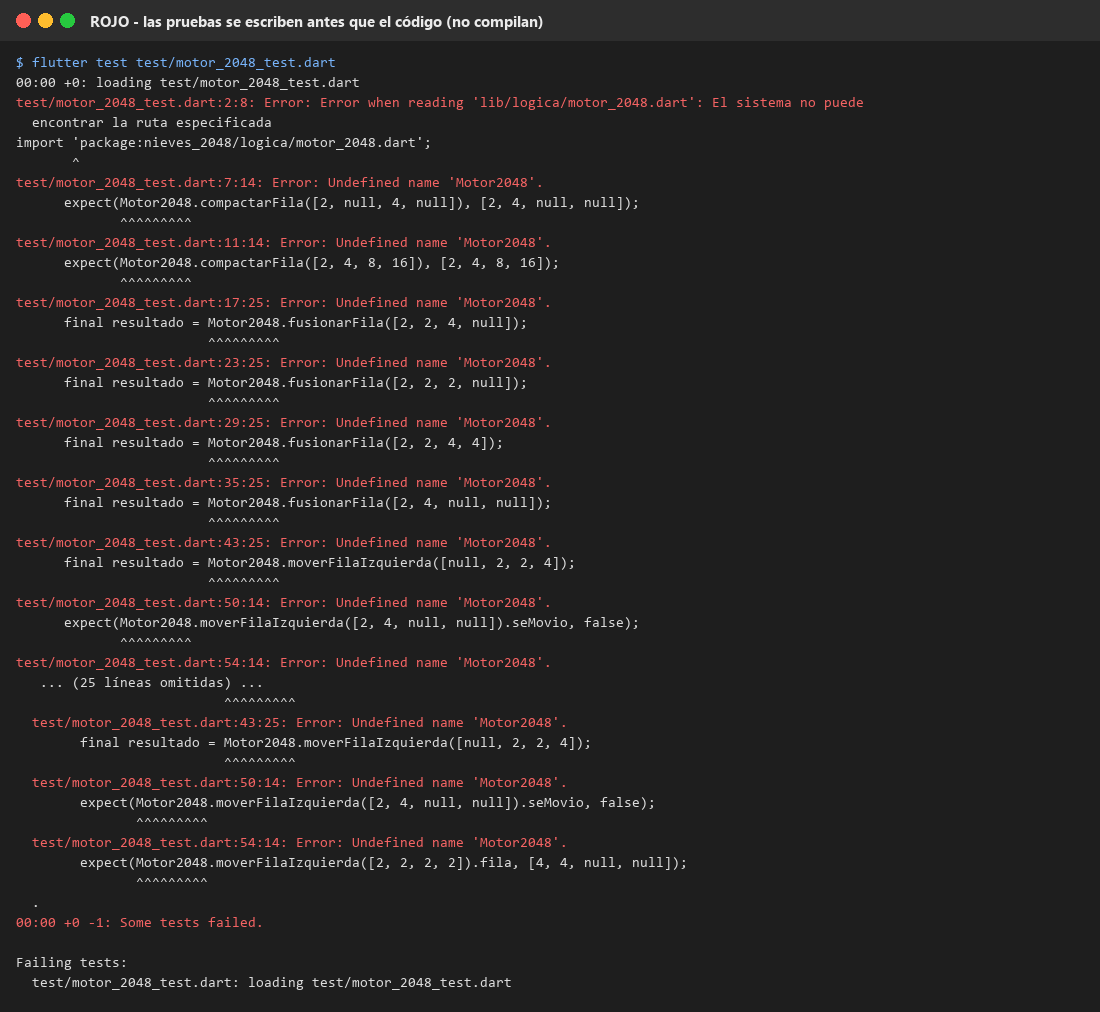 ROJO - las pruebas se escriben antes que el código (no compilan)
$ flutter test test/motor_2048_test.dart
00:00 +0: loading test/motor_2048_test.dart
test/motor_2048_test.dart:2:8: Error: Error when reading 'lib/logica/motor_2048.dart': El sistema no puede
  encontrar la ruta especificada
import 'package:nieves_2048/logica/motor_2048.dart';
       ^
test/motor_2048_test.dart:7:14: Error: Undefined name 'Motor2048'.
      expect(Motor2048.compactarFila([2, null, 4, null]), [2, 4, null, null]);
             ^^^^^^^^^
test/motor_2048_test.dart:11:14: Error: Undefined name 'Motor2048'.
      expect(Motor2048.compactarFila([2, 4, 8, 16]), [2, 4, 8, 16]);
             ^^^^^^^^^
test/motor_2048_test.dart:17:25: Error: Undefined name 'Motor2048'.
      final resultado = Motor2048.fusionarFila([2, 2, 4, null]);
                        ^^^^^^^^^
test/motor_2048_test.dart:23:25: Error: Undefined name 'Motor2048'.
      final resultado = Motor2048.fusionarFila([2, 2, 2, null]);
                        ^^^^^^^^^
test/motor_2048_test.dart:29:25: Error: Undefined name 'Motor2048'.
      final resultado = Motor2048.fusionarFila([2, 2, 4, 4]);
                        ^^^^^^^^^
test/motor_2048_test.dart:35:25: Error: Undefined name 'Motor2048'.
      final resultado = Motor2048.fusionarFila([2, 4, null, null]);
                        ^^^^^^^^^
test/motor_2048_test.dart:43:25: Error: Undefined name 'Motor2048'.
      final resultado = Motor2048.moverFilaIzquierda([null, 2, 2, 4]);
                        ^^^^^^^^^
test/motor_2048_test.dart:50:14: Error: Undefined name 'Motor2048'.
      expect(Motor2048.moverFilaIzquierda([2, 4, null, null]).seMovio, false);
             ^^^^^^^^^
test/motor_2048_test.dart:54:14: Error: Undefined name 'Motor2048'.
   ... (25 líneas omitidas) ...
                          ^^^^^^^^^
  test/motor_2048_test.dart:43:25: Error: Undefined name 'Motor2048'.
        final resultado = Motor2048.moverFilaIzquierda([null, 2, 2, 4]);
                          ^^^^^^^^^
  test/motor_2048_test.dart:50:14: Error: Undefined name 'Motor2048'.
        expect(Motor2048.moverFilaIzquierda([2, 4, null, null]).seMovio, false);
               ^^^^^^^^^
  test/motor_2048_test.dart:54:14: Error: Undefined name 'Motor2048'.
        expect(Motor2048.moverFilaIzquierda([2, 2, 2, 2]).fila, [4, 4, null, null]);
               ^^^^^^^^^
  .
00:00 +0 -1: Some tests failed.

Failing tests:
  test/motor_2048_test.dart: loading test/motor_2048_test.dart